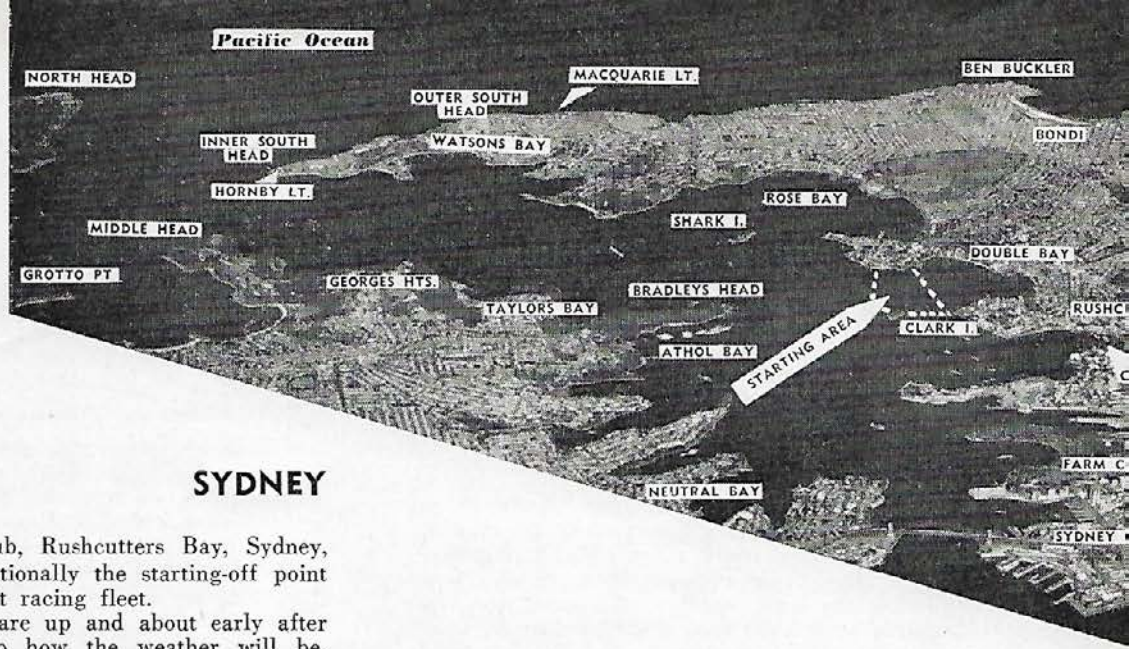 Pacific Ocean
NORTH HEAD
MACQUARIE LT.
BEN BUCKLER
OUTER SOUTH
HEAD
BONDI
INNER SOUTH
HEAD
WATSONS BAY
HORNBY LT.
ROSE BAY
SHARK I.
MIDDLE HEAD
DOUBLE BAY
GROTTO PT
GEORGES HTS.
BRADLEYS HEAD
TAYLORS BAY
CLARK I.
STARTING AREA
ATHOL BAY
NEUTRAL BAY
SYDNEY
SYDNEY
Rushcutters Bay, Sydney,
the starting-off point
racing fleet.
are up and about early after
how the weather will be